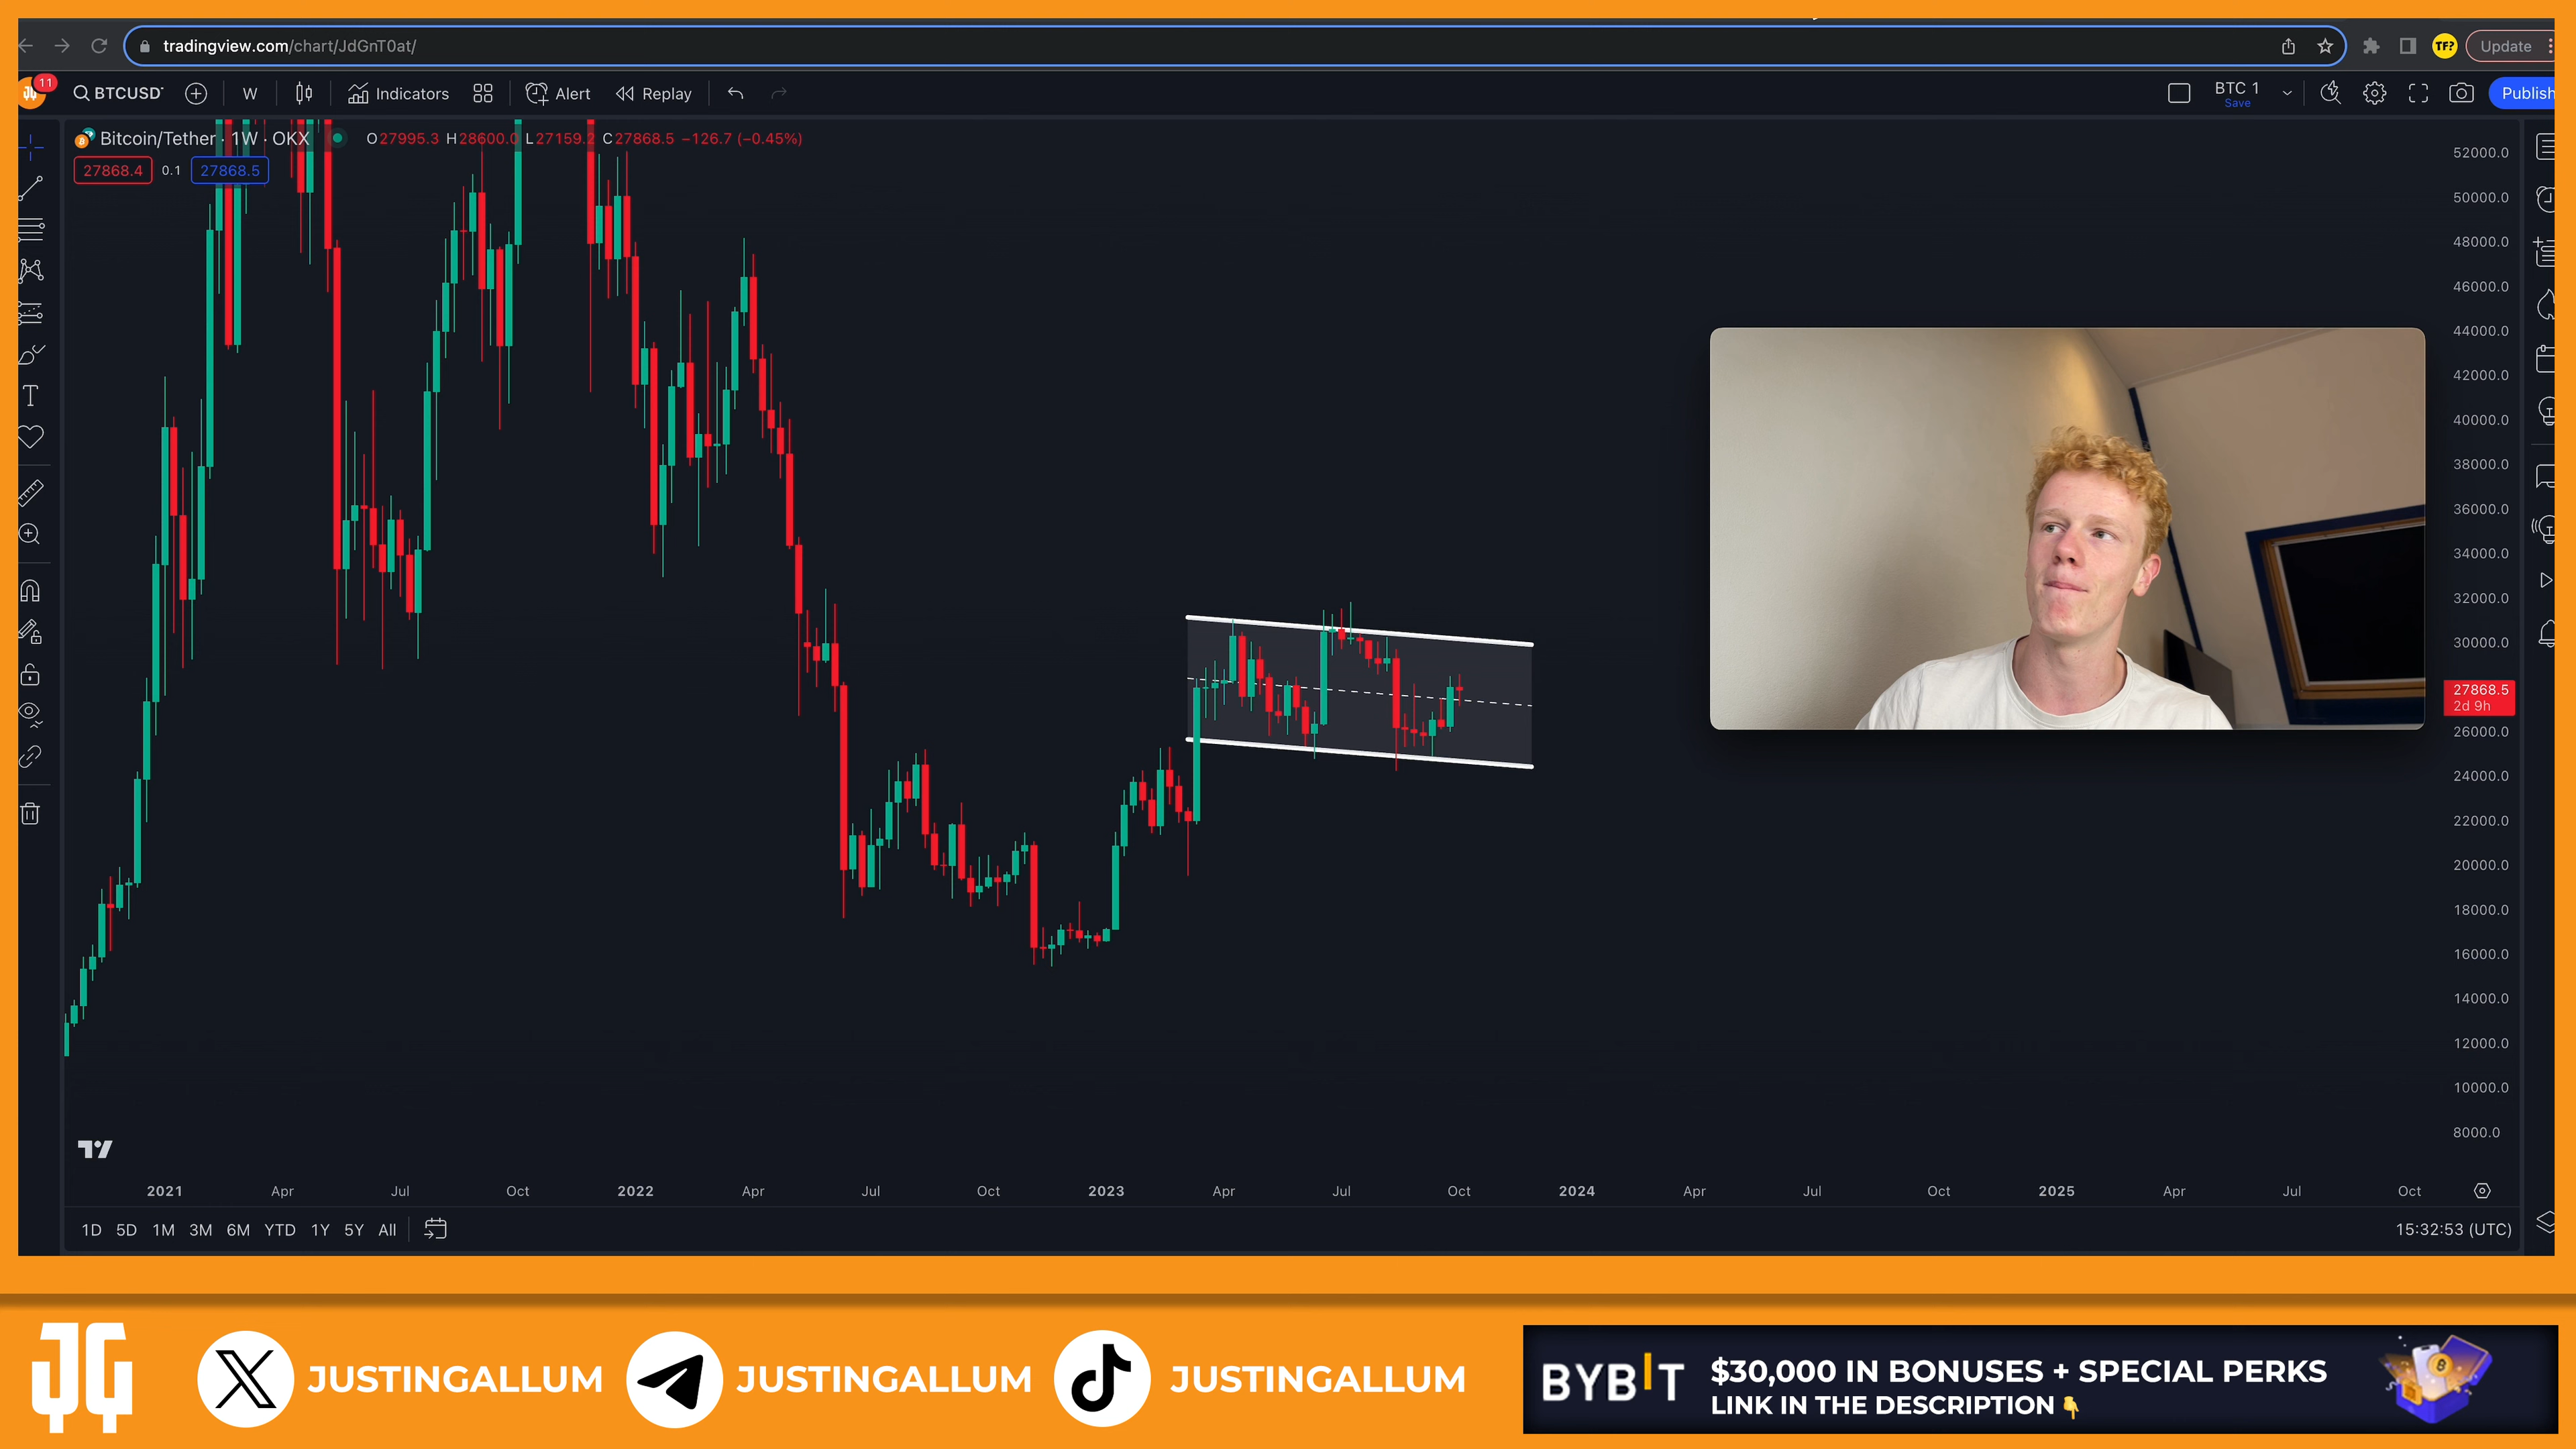 tradingview.com/chart/JdGnT0at/
TF?
Update
11
BTCUSD
W
Indicators
Alert
Replay
BTC 1
Save
Publish
Bitcoin/Tether · 1W · OKX
O27995.3 H28600.0 L27159.2 C27868.5 −126.7 (−0.45%)
27868.4 0.1 27868.5
52000.0
50000.0
48000.0
46000.0
44000.0
42000.0
40000.0
38000.0
36000.0
34000.0
32000.0
30000.0
27868.5
2d 9h
26000.0
24000.0
22000.0
20000.0
18000.0
16000.0
14000.0
12000.0
10000.0
8000.0
2021 Apr Jul Oct 2022 Apr Jul Oct 2023 Apr Jul Oct 2024 Apr Jul Oct 2025 Apr Jul Oct
1D 5D 1M 3M 6M YTD 1Y 5Y All
15:32:53 (UTC)
JG
JUSTINGALLUM
JUSTINGALLUM
JUSTINGALLUM
BYBIT
$30,000 IN BONUSES + SPECIAL PERKS
LINK IN THE DESCRIPTION👇